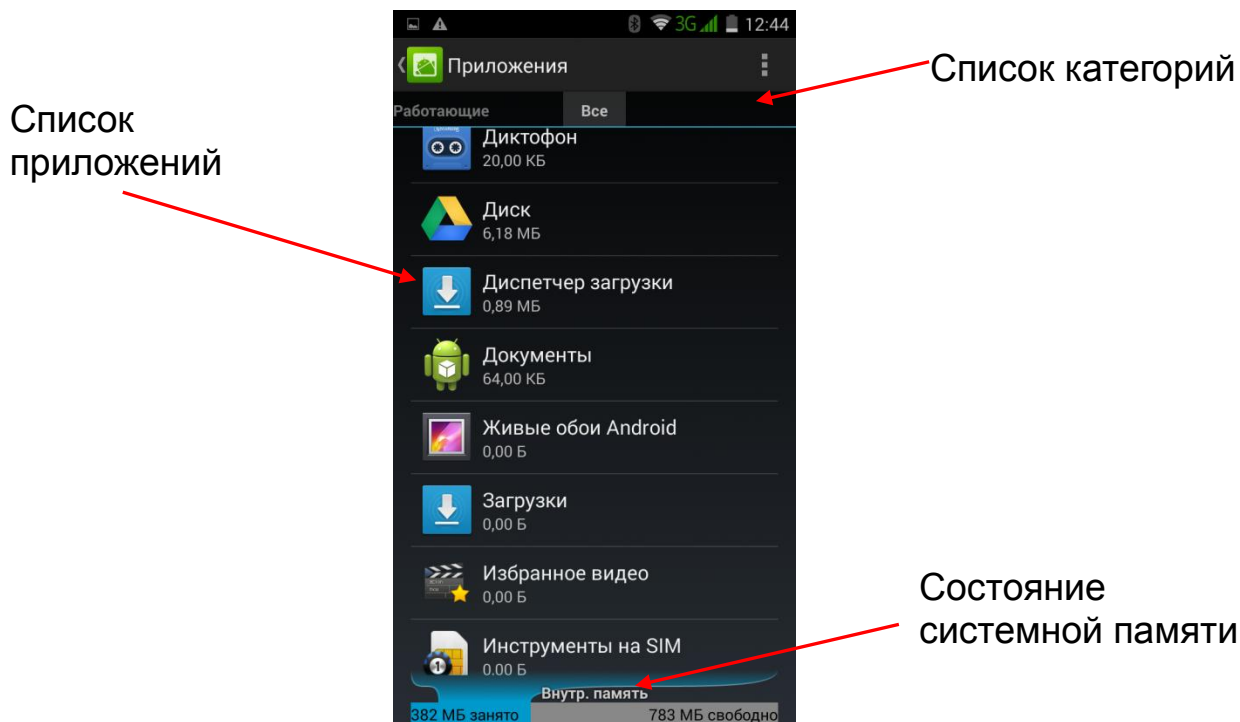 3G 12:44
Приложения
Список категорий
Работающие Все
Список
приложений
Диктофон
20,00 КБ
Диск
6,18 МБ
Диспетчер загрузки
0,89 МБ
Документы
64,00 КБ
Живые обои Android
0,00 Б
Загрузки
0,00 Б
Избранное видео
0,00 Б
Инструменты на SIM
0.00 Б
Состояние
системной памяти
Внутр. память
382 МБ занято 783 МБ свободно